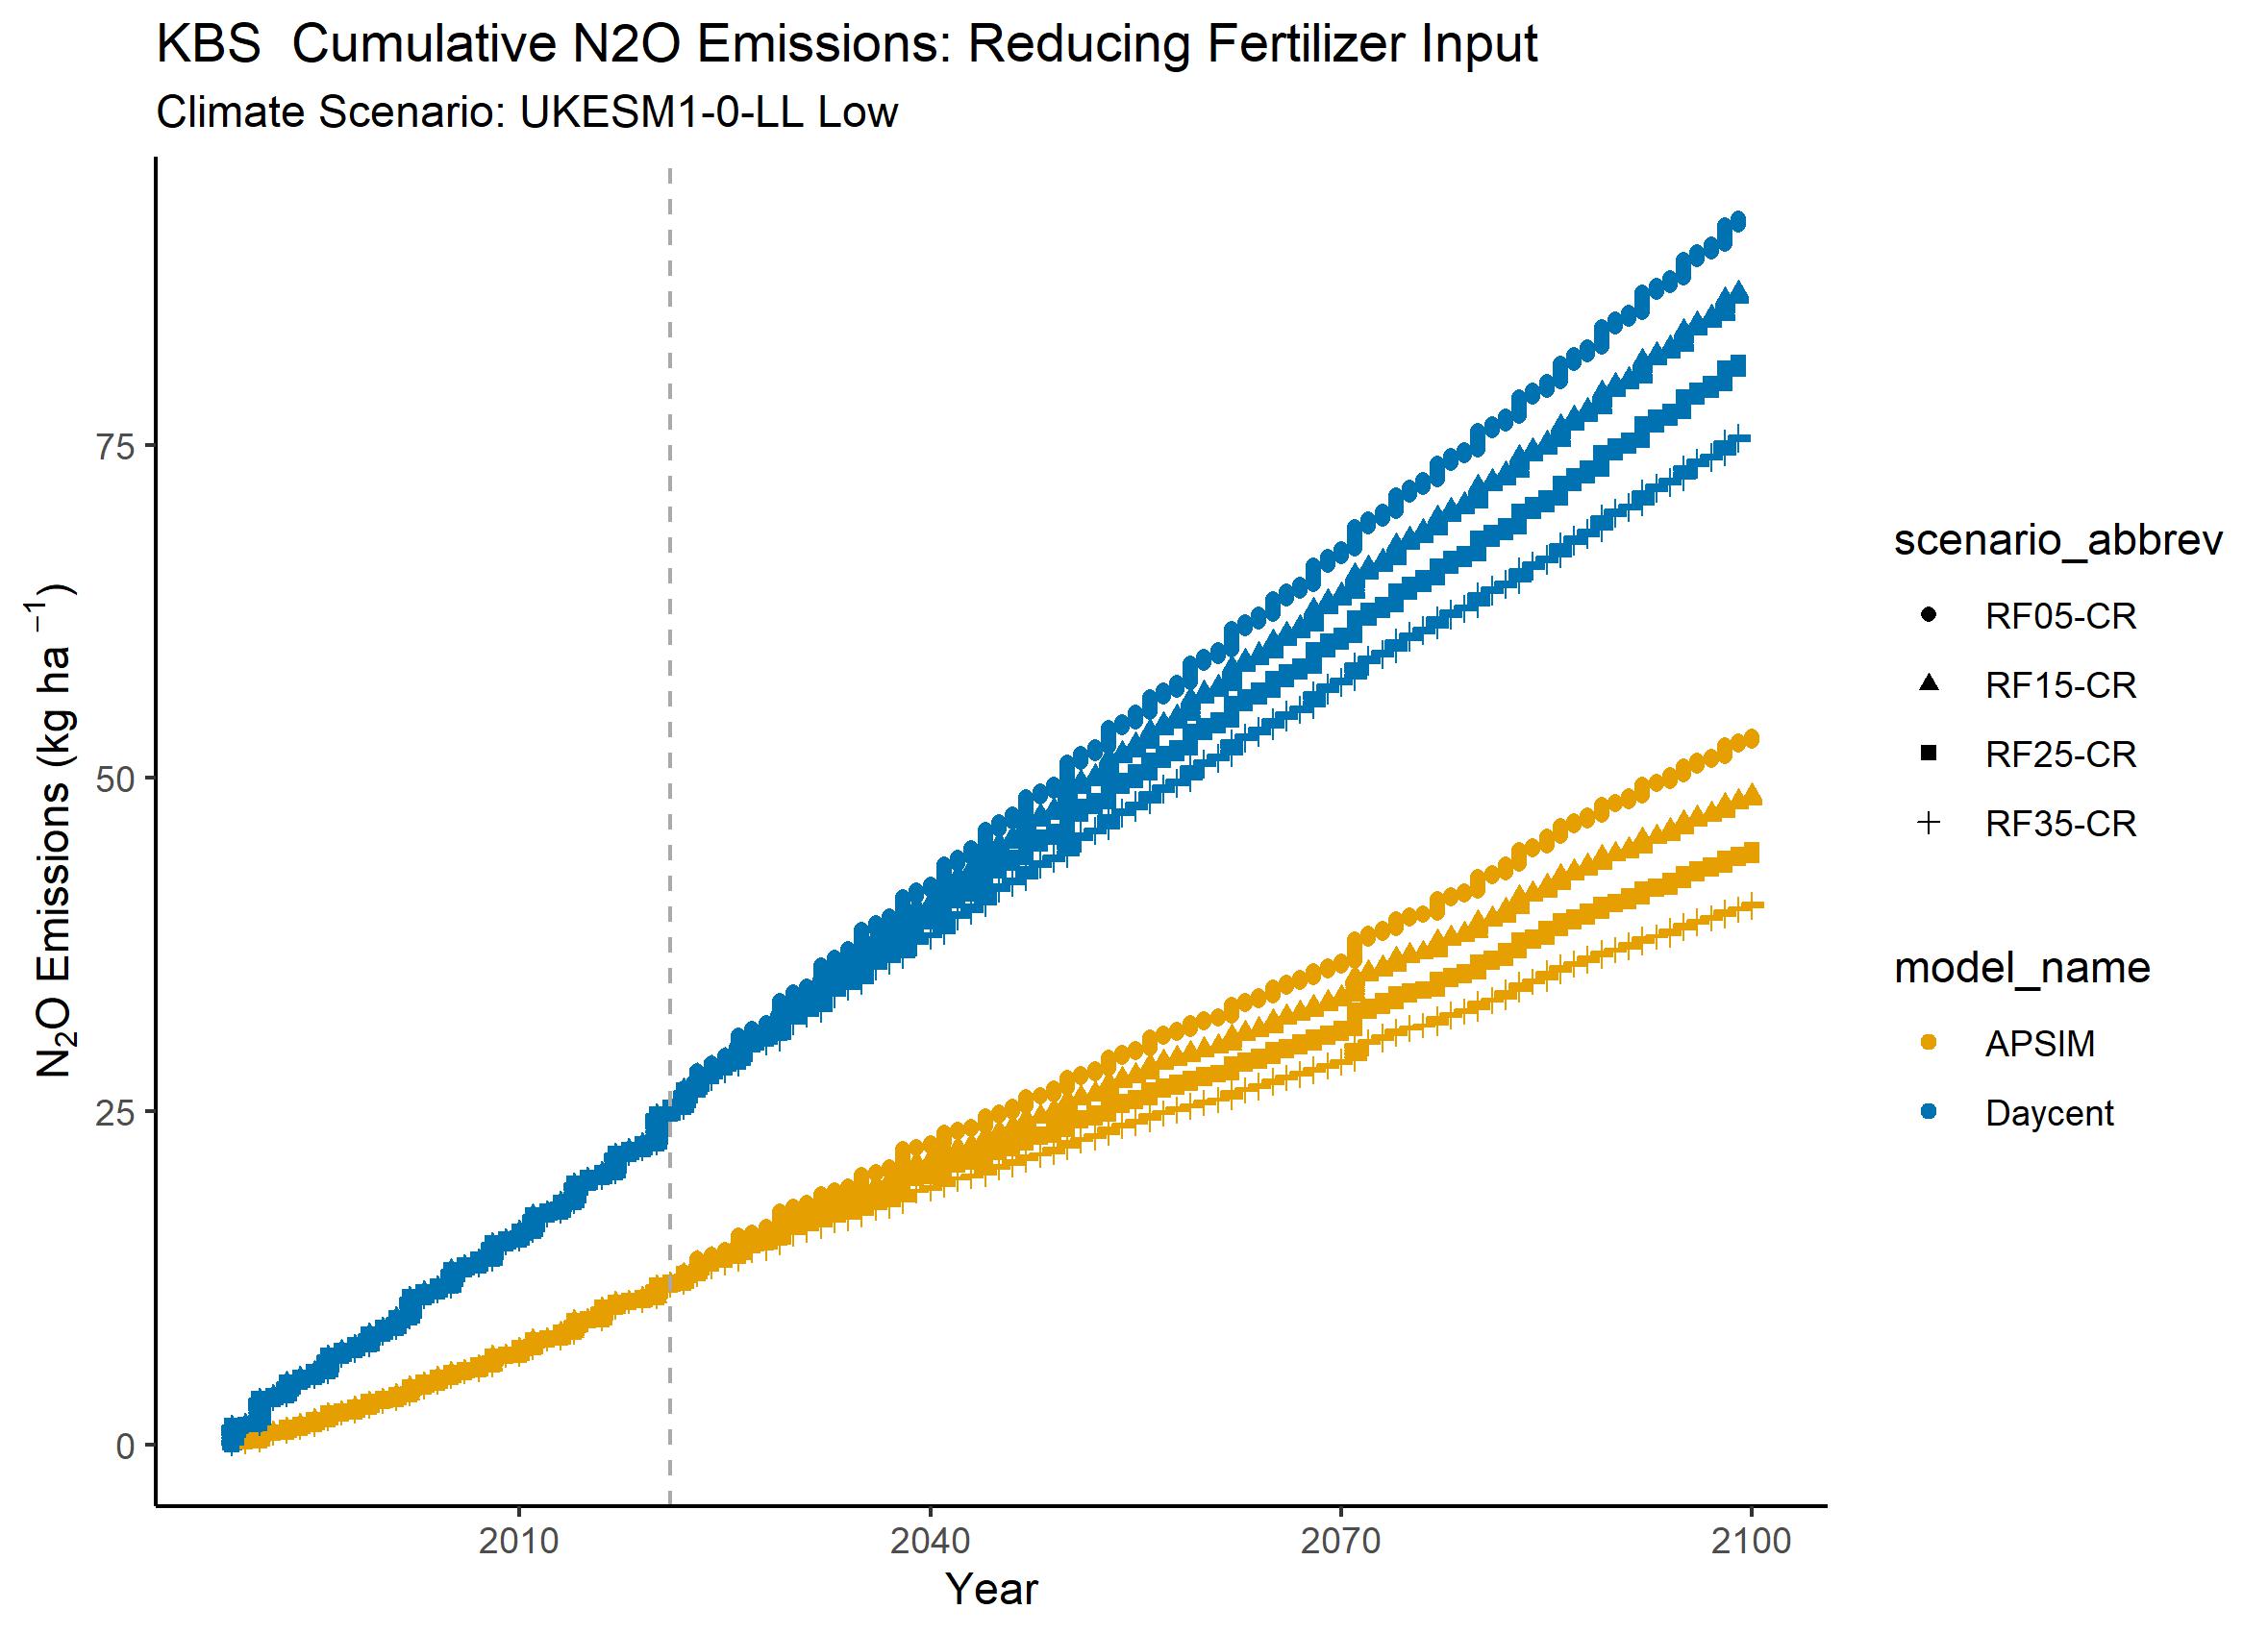 KBS  Cumulative N2O Emissions: Reducing Fertilizer Input
Climate Scenario: UKESM1-0-LL Low
N₂O Emissions (kg ha ⁻¹)
75
50
25
0
2010
2040
2070
2100
Year
scenario_abbrev
RF05-CR
RF15-CR
RF25-CR
RF35-CR
model_name
APSIM
Daycent